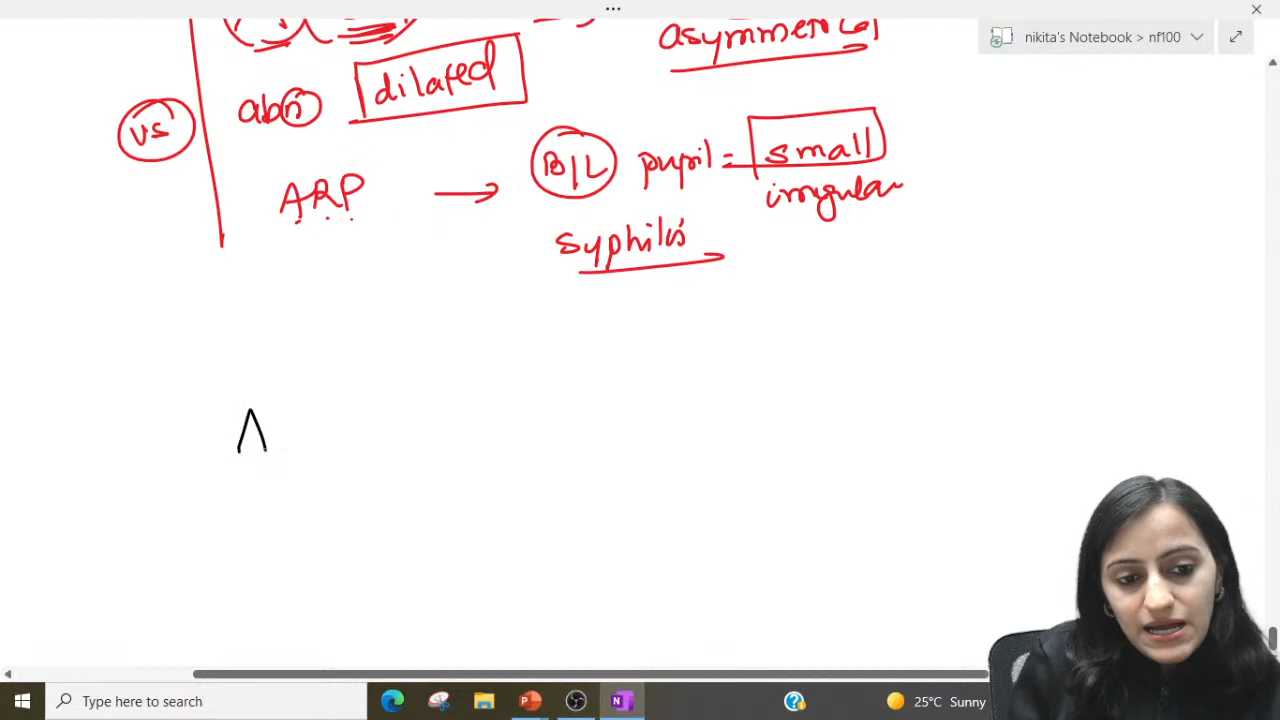 nikita's Notebook > nf100
asymmetrical
abn dilated
vs
B/L pupil = small
irregular
ARP →
syphilis
Type here to search
25°C Sunny